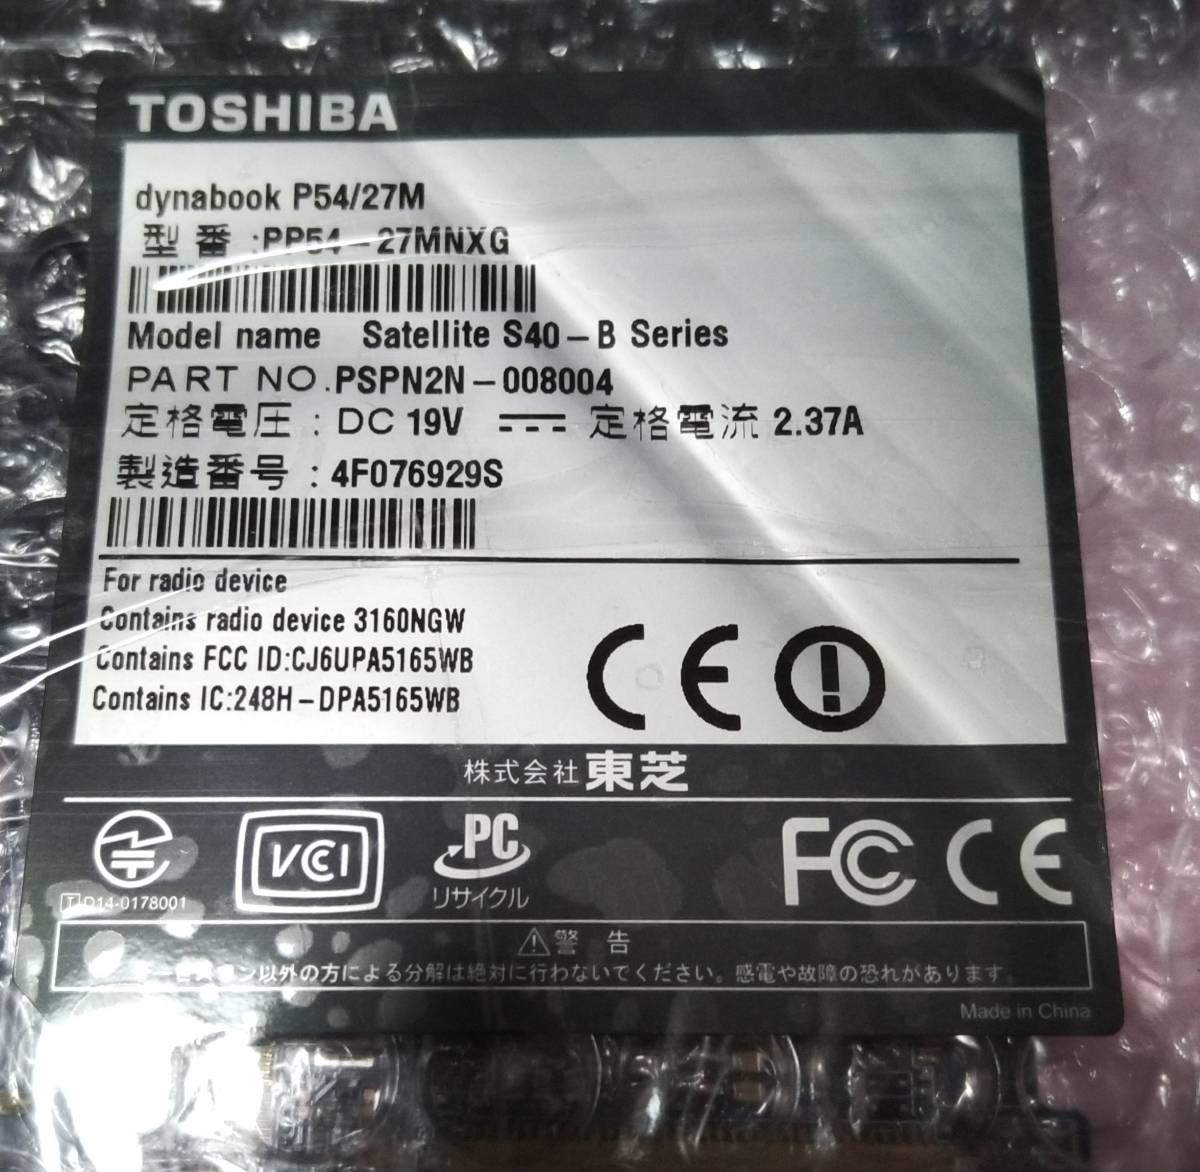 TOSHIBA
dynabook P54/27M
型番:PP54-27MNXG
Model name Satellite S40-B Series
PART NO.PSPN2N-008004
定格電圧:DC 19V 定格電流 2.37A
製造番号:4F076929S
For radio device
Contains radio device 3160NGW
Contains FCC ID:CJ6UPA5165WB
Contains IC:248H-DPA5165WB
CE
株式会社 東芝
VCCI PC FC CE
T D14-0178001 リサイクル
警 告
以外の方による分解は絶対に行わないでください。感電や故障の恐れがあります。
Made in China